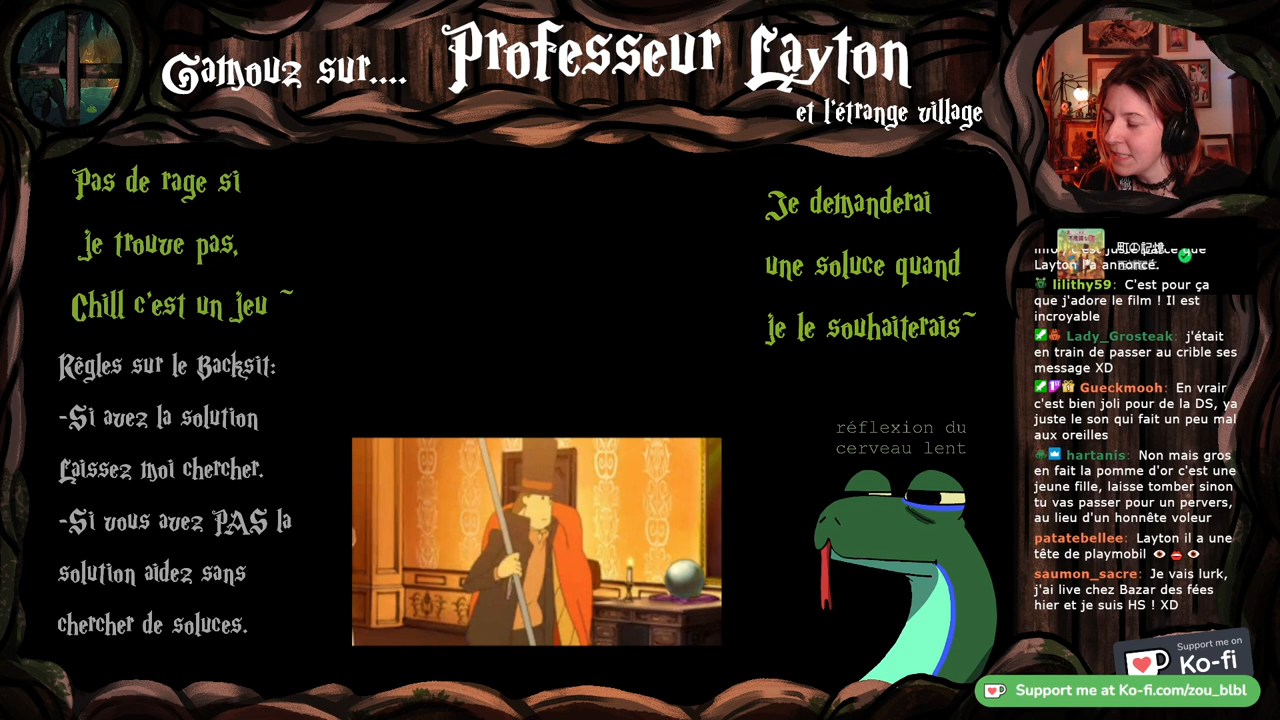 Gamouz sur....
Professeur Layton
et l'étrange village
Pas de rage si
je trouve pas,
Chill c'est un jeu ~
Règles sur le Backsit:
-Si avez la solution
Laissez moi chercher.
-Si vous avez PAS la
solution aidez sans
chercher de soluces.
Je demanderai
une soluce quand
je le souhaiterais~
réflexion du
cerveau lent
町の記憶
Layton l'a annoncé.
lilithy59: C'est pour ça
que j'adore le film ! Il est
incroyable
Lady_Grosteak: j'était
en train de passer au crible ses
message XD
Gueckmooh: En vrair
c'est bien joli pour de la DS, ya
juste le son qui fait un peu mal
aux oreilles
hartanis: Non mais gros
en fait la pomme d'or c'est une
jeune fille, laisse tomber sinon
tu vas passer pour un pervers,
au lieu d'un honnête voleur
patatebellee: Layton il a une
tête de playmobil 👁️ 🫦 👁️
saumon_sacre: Je vais lurk,
j'ai live chez Bazar des fées
hier et je suis HS ! XD
Support me on
Ko-fi
Support me at Ko-fi.com/zou_blbl